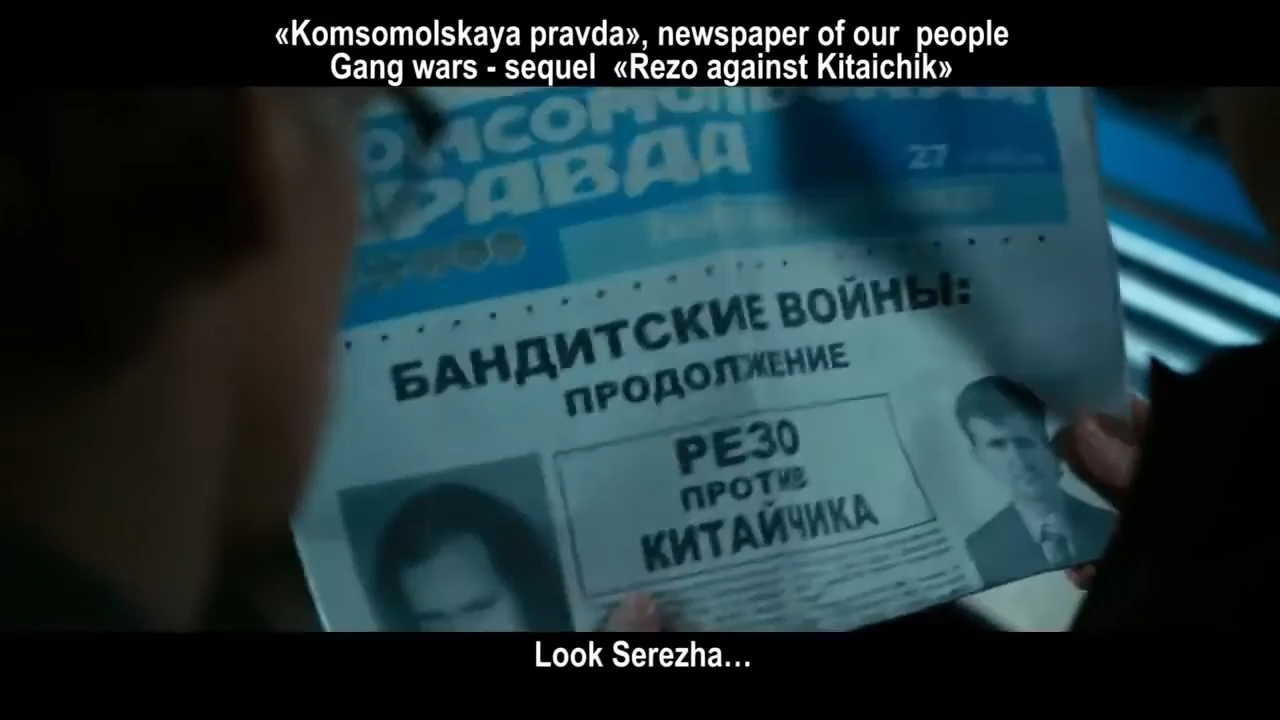 «Komsomolskaya pravda», newspaper of our people
Gang wars - sequel «Rezo against Kitaichik»
КОМСОМОЛЬСКАЯ
ПРАВДА
27
БАНДИТСКИЕ ВОЙНЫ:
ПРОДОЛЖЕНИЕ
РЕЗО
ПРОТИВ
КИТАЙЧИКА
Look Serezha...